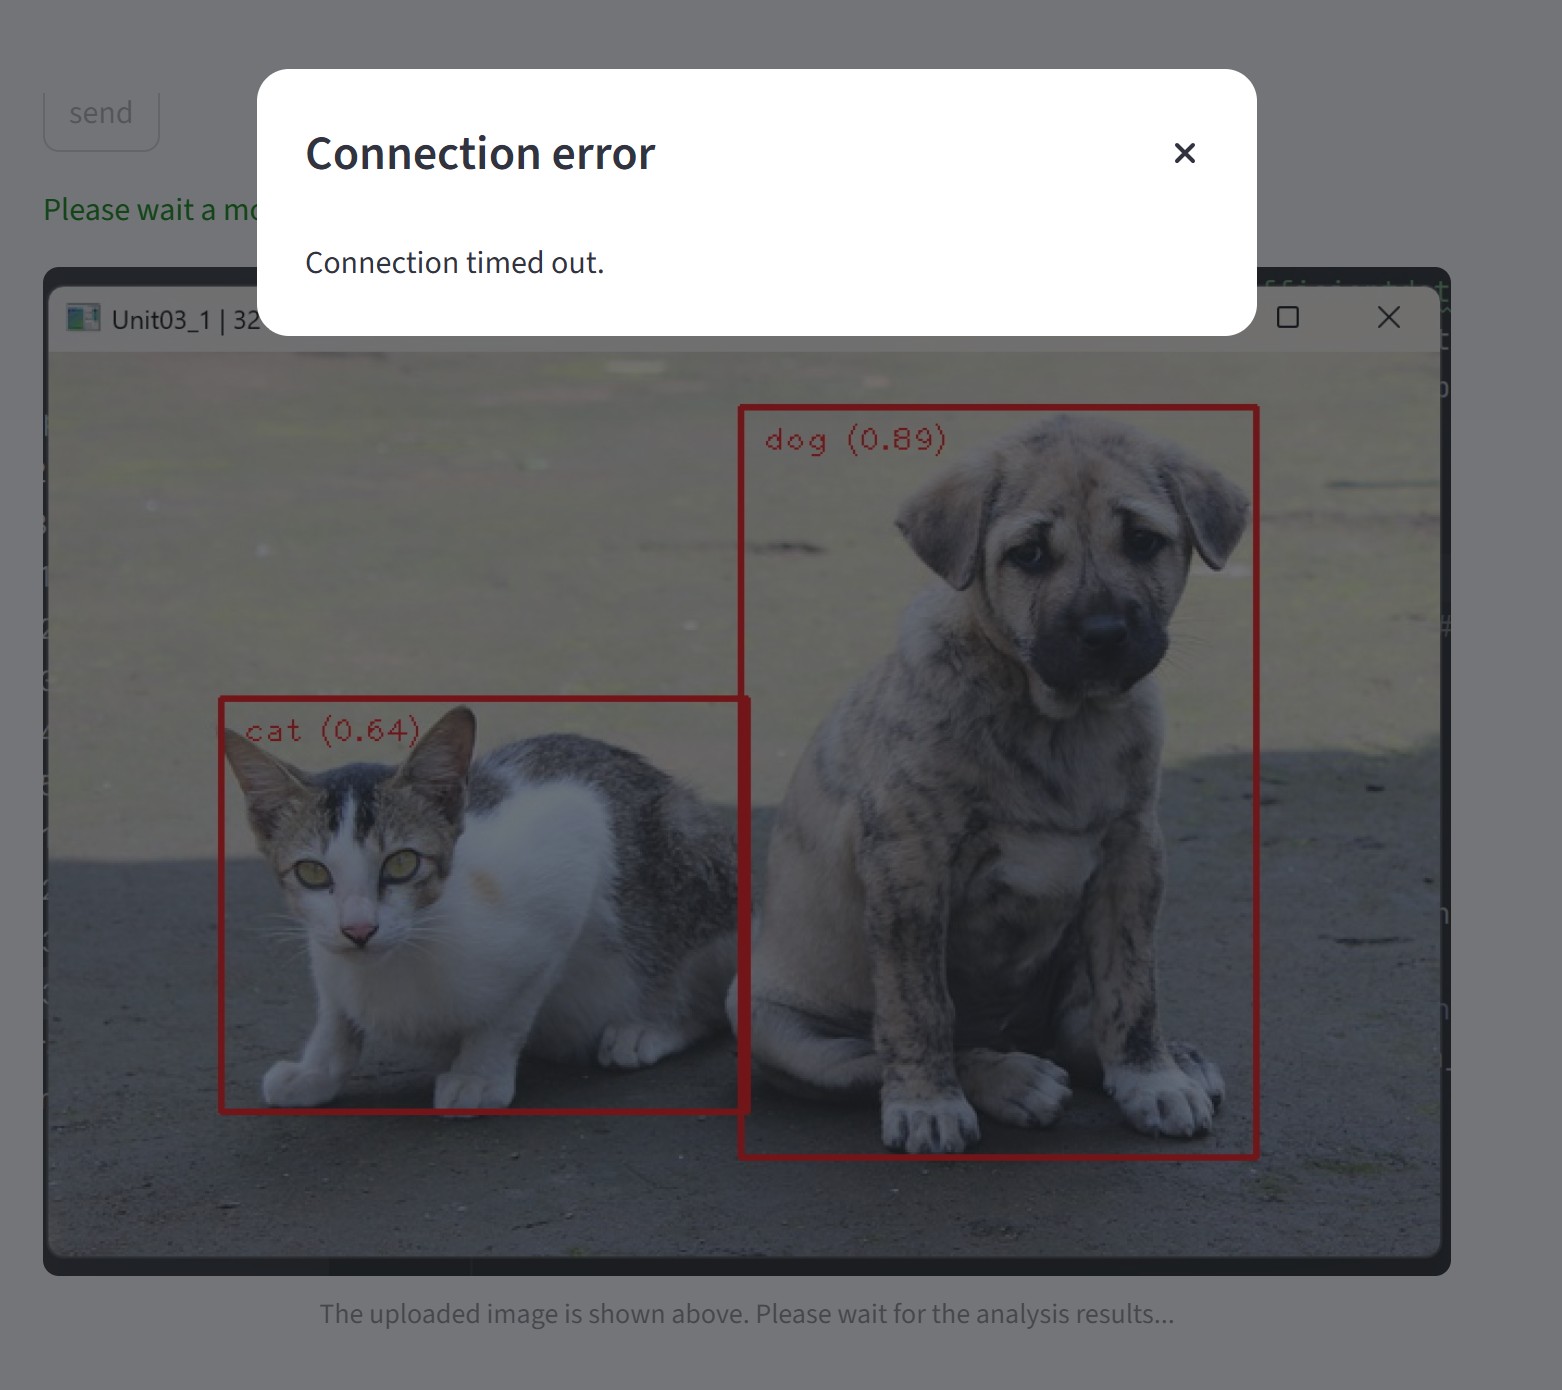 send
Connection error
Please wait a
Connection timed out.
Unit03_1 | 32
dog (0.89)
cat (0.64)
The uploaded image is shown above. Please wait for the analysis results...